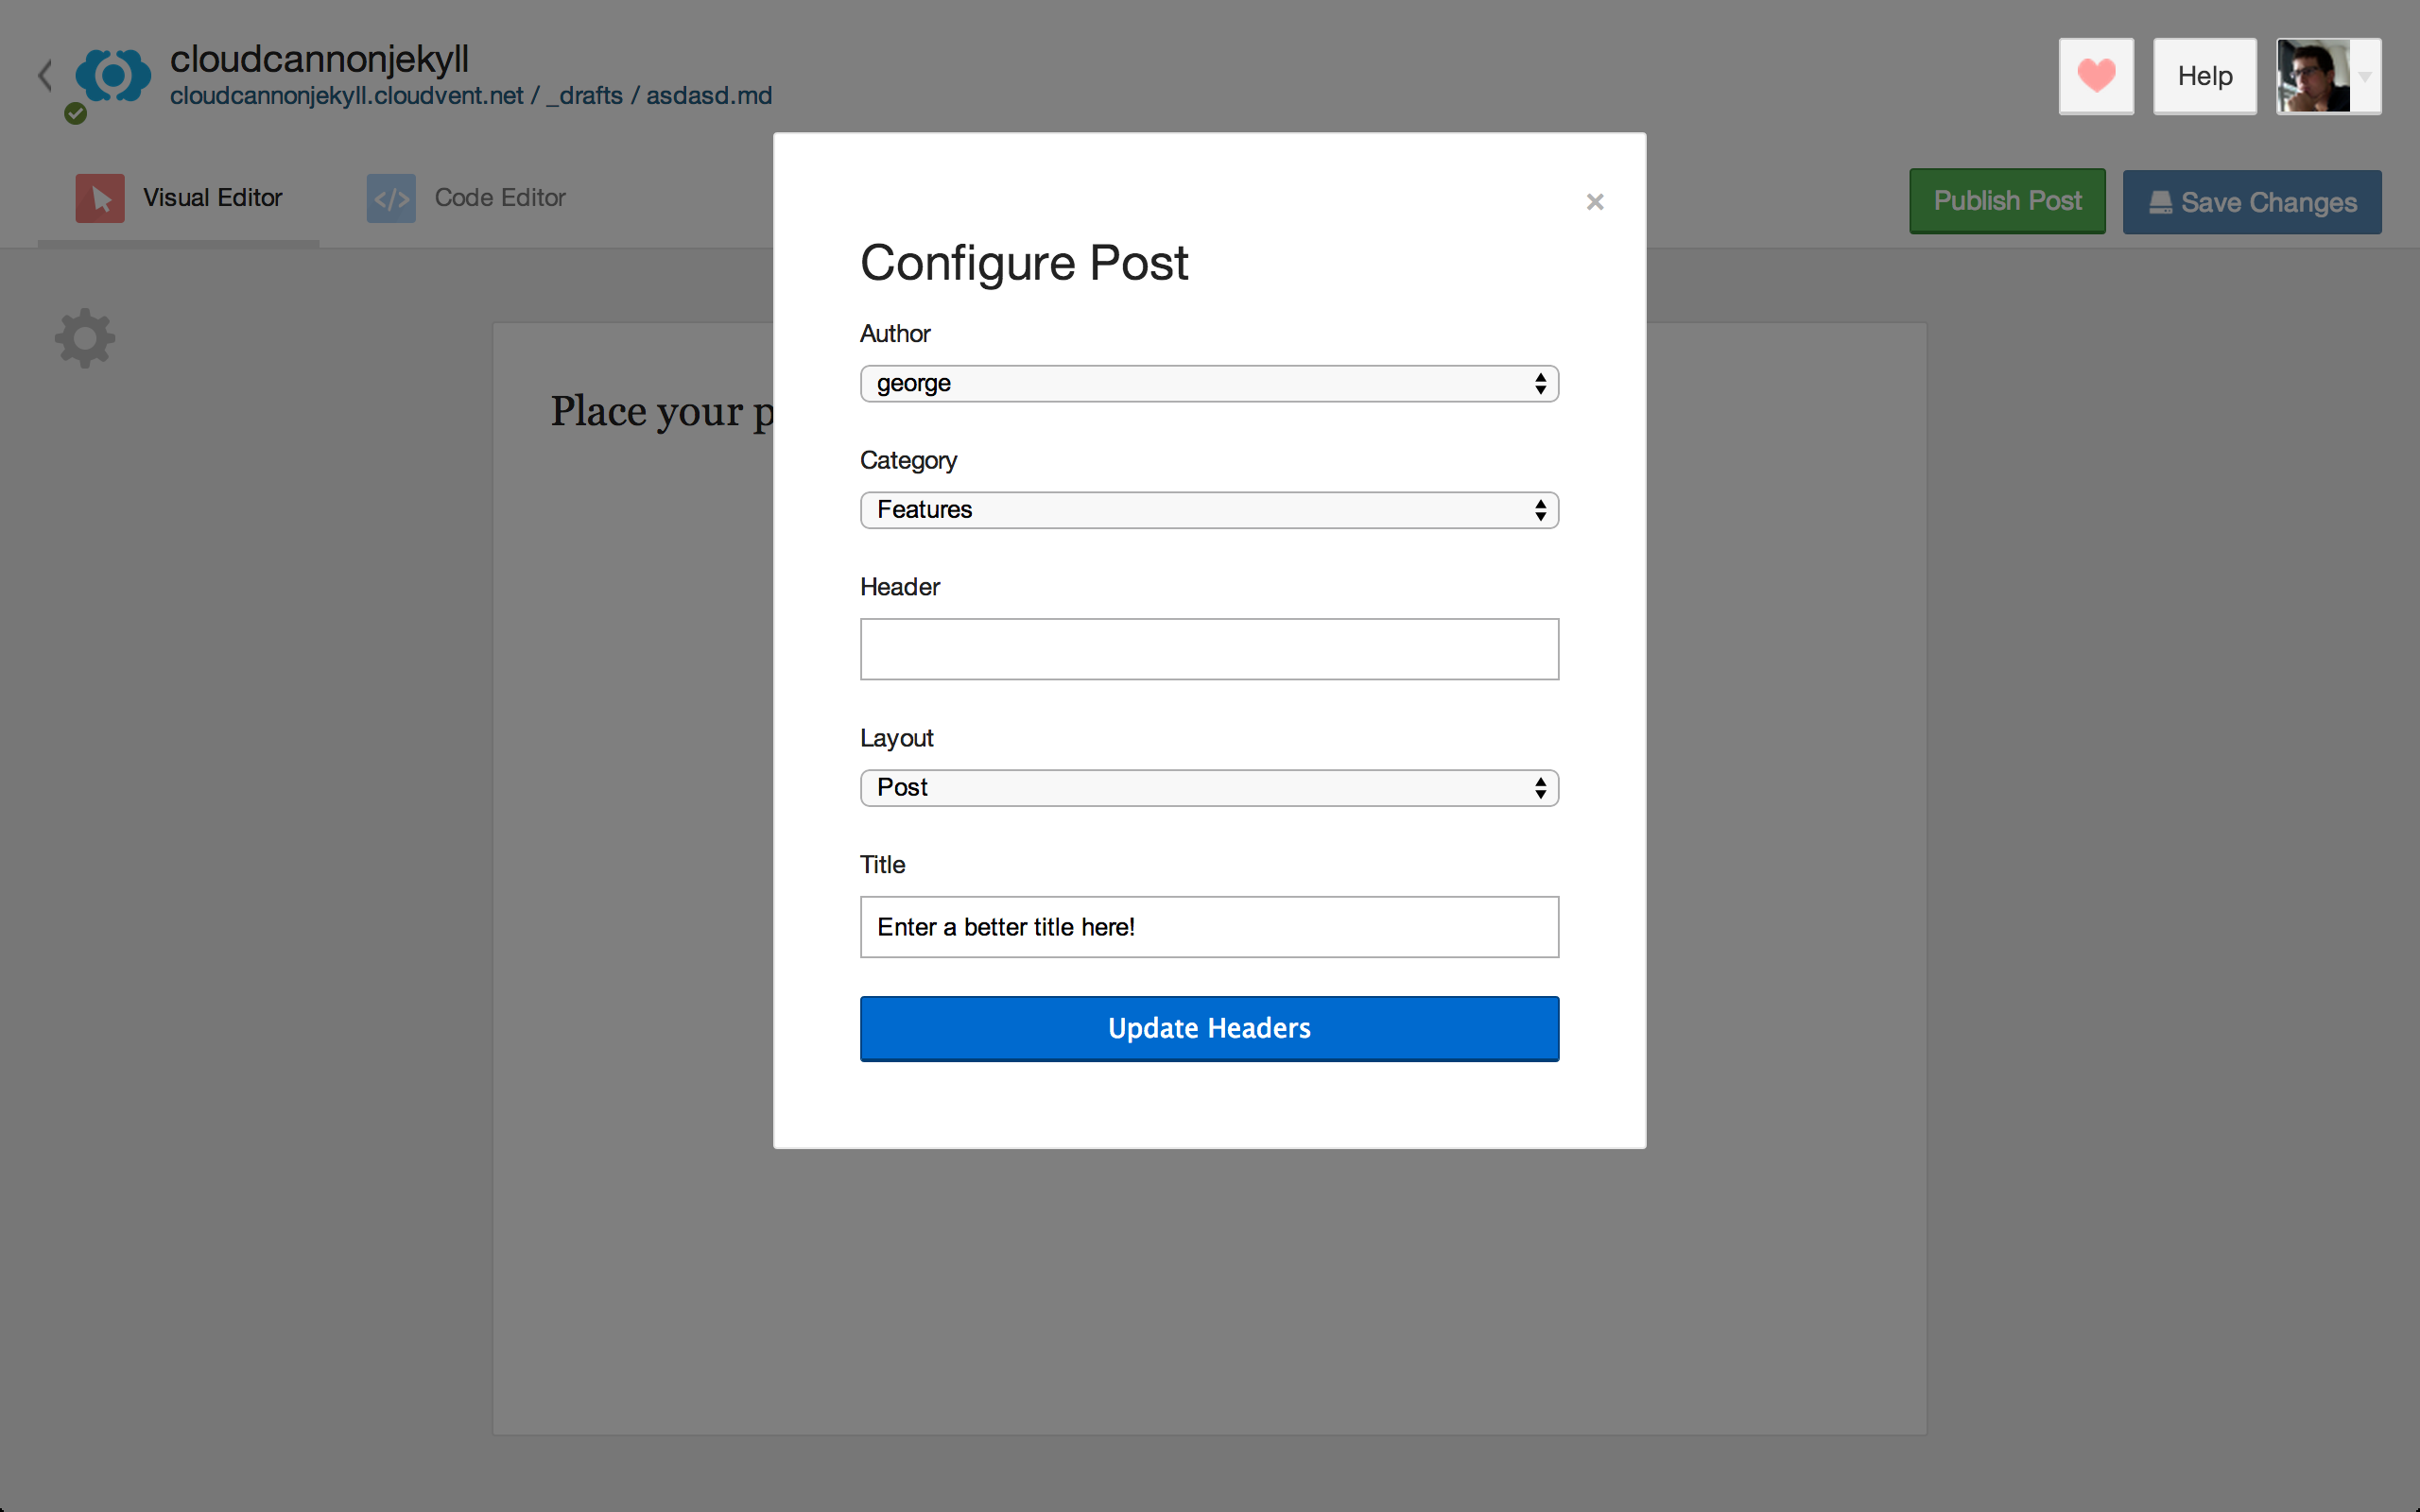 cloudcannonjekyll
cloudcannonjekyll.cloudvent.net / _drafts / asdasd.md
Help
Visual Editor
</> Code Editor
Publish Post
Save Changes
×
Configure Post
Author
george
Category
Features
Header
Layout
Post
Title
Enter a better title here!
Update Headers
Place your p